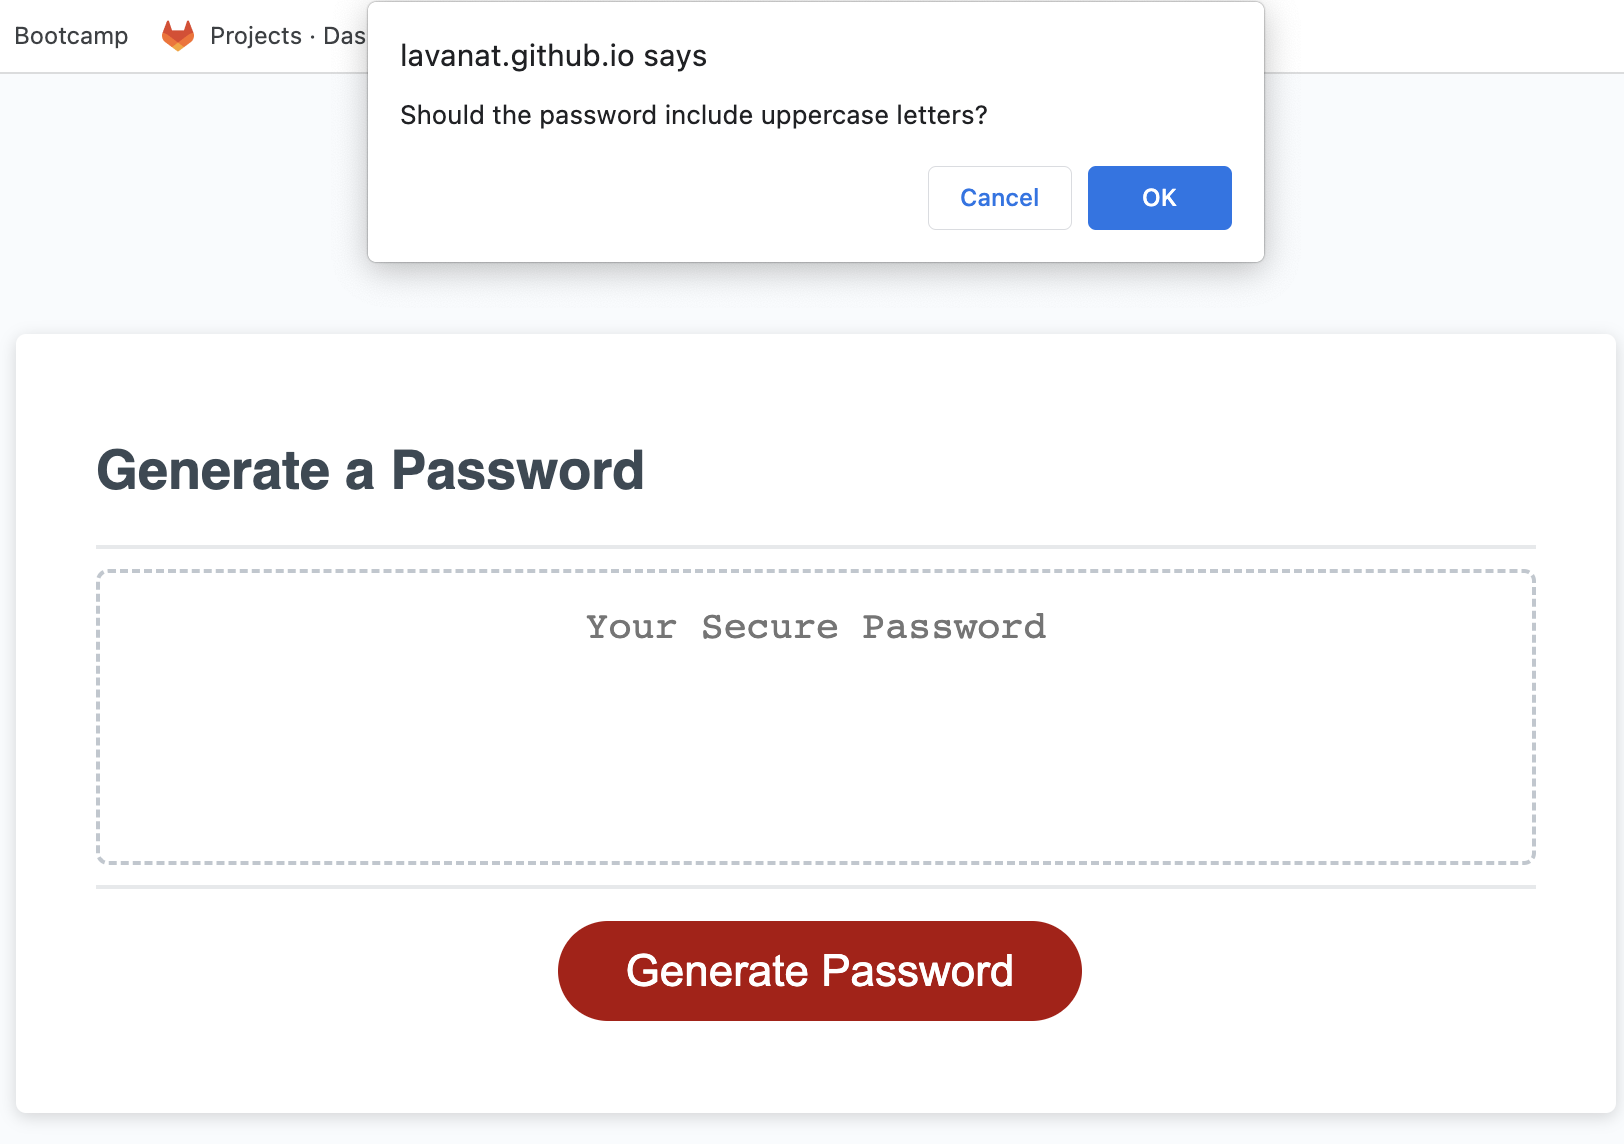 Bootcamp
Projects · Das
lavanat.github.io says
Should the password include uppercase letters?
Cancel
OK
Generate a Password
Your Secure Password
Generate Password